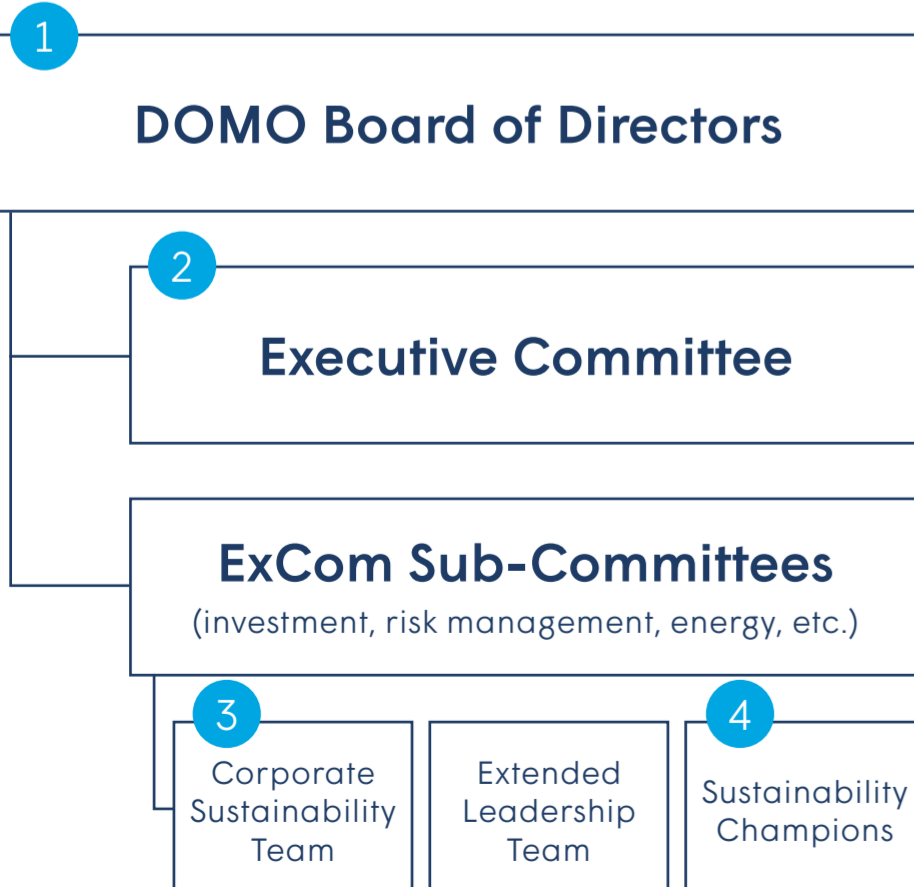 1
DOMO Board of Directors
2
Executive Committee
ExCom Sub-Committees
(investment, risk management, energy, etc.)
3
Corporate
Sustainability
Team
Extended
Leadership
Team
4
Sustainability
Champions